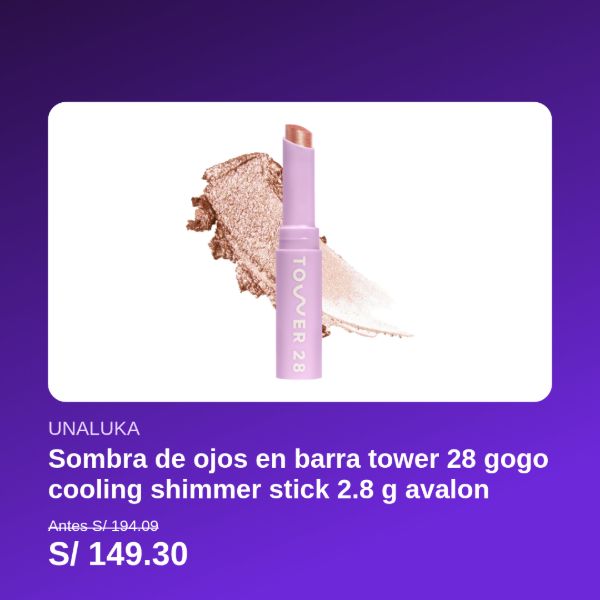 TOWER 28
UNALUKA
Sombra de ojos en barra tower 28 gogo
cooling shimmer stick 2.8 g avalon
Antes S/ 194.09
S/ 149.30